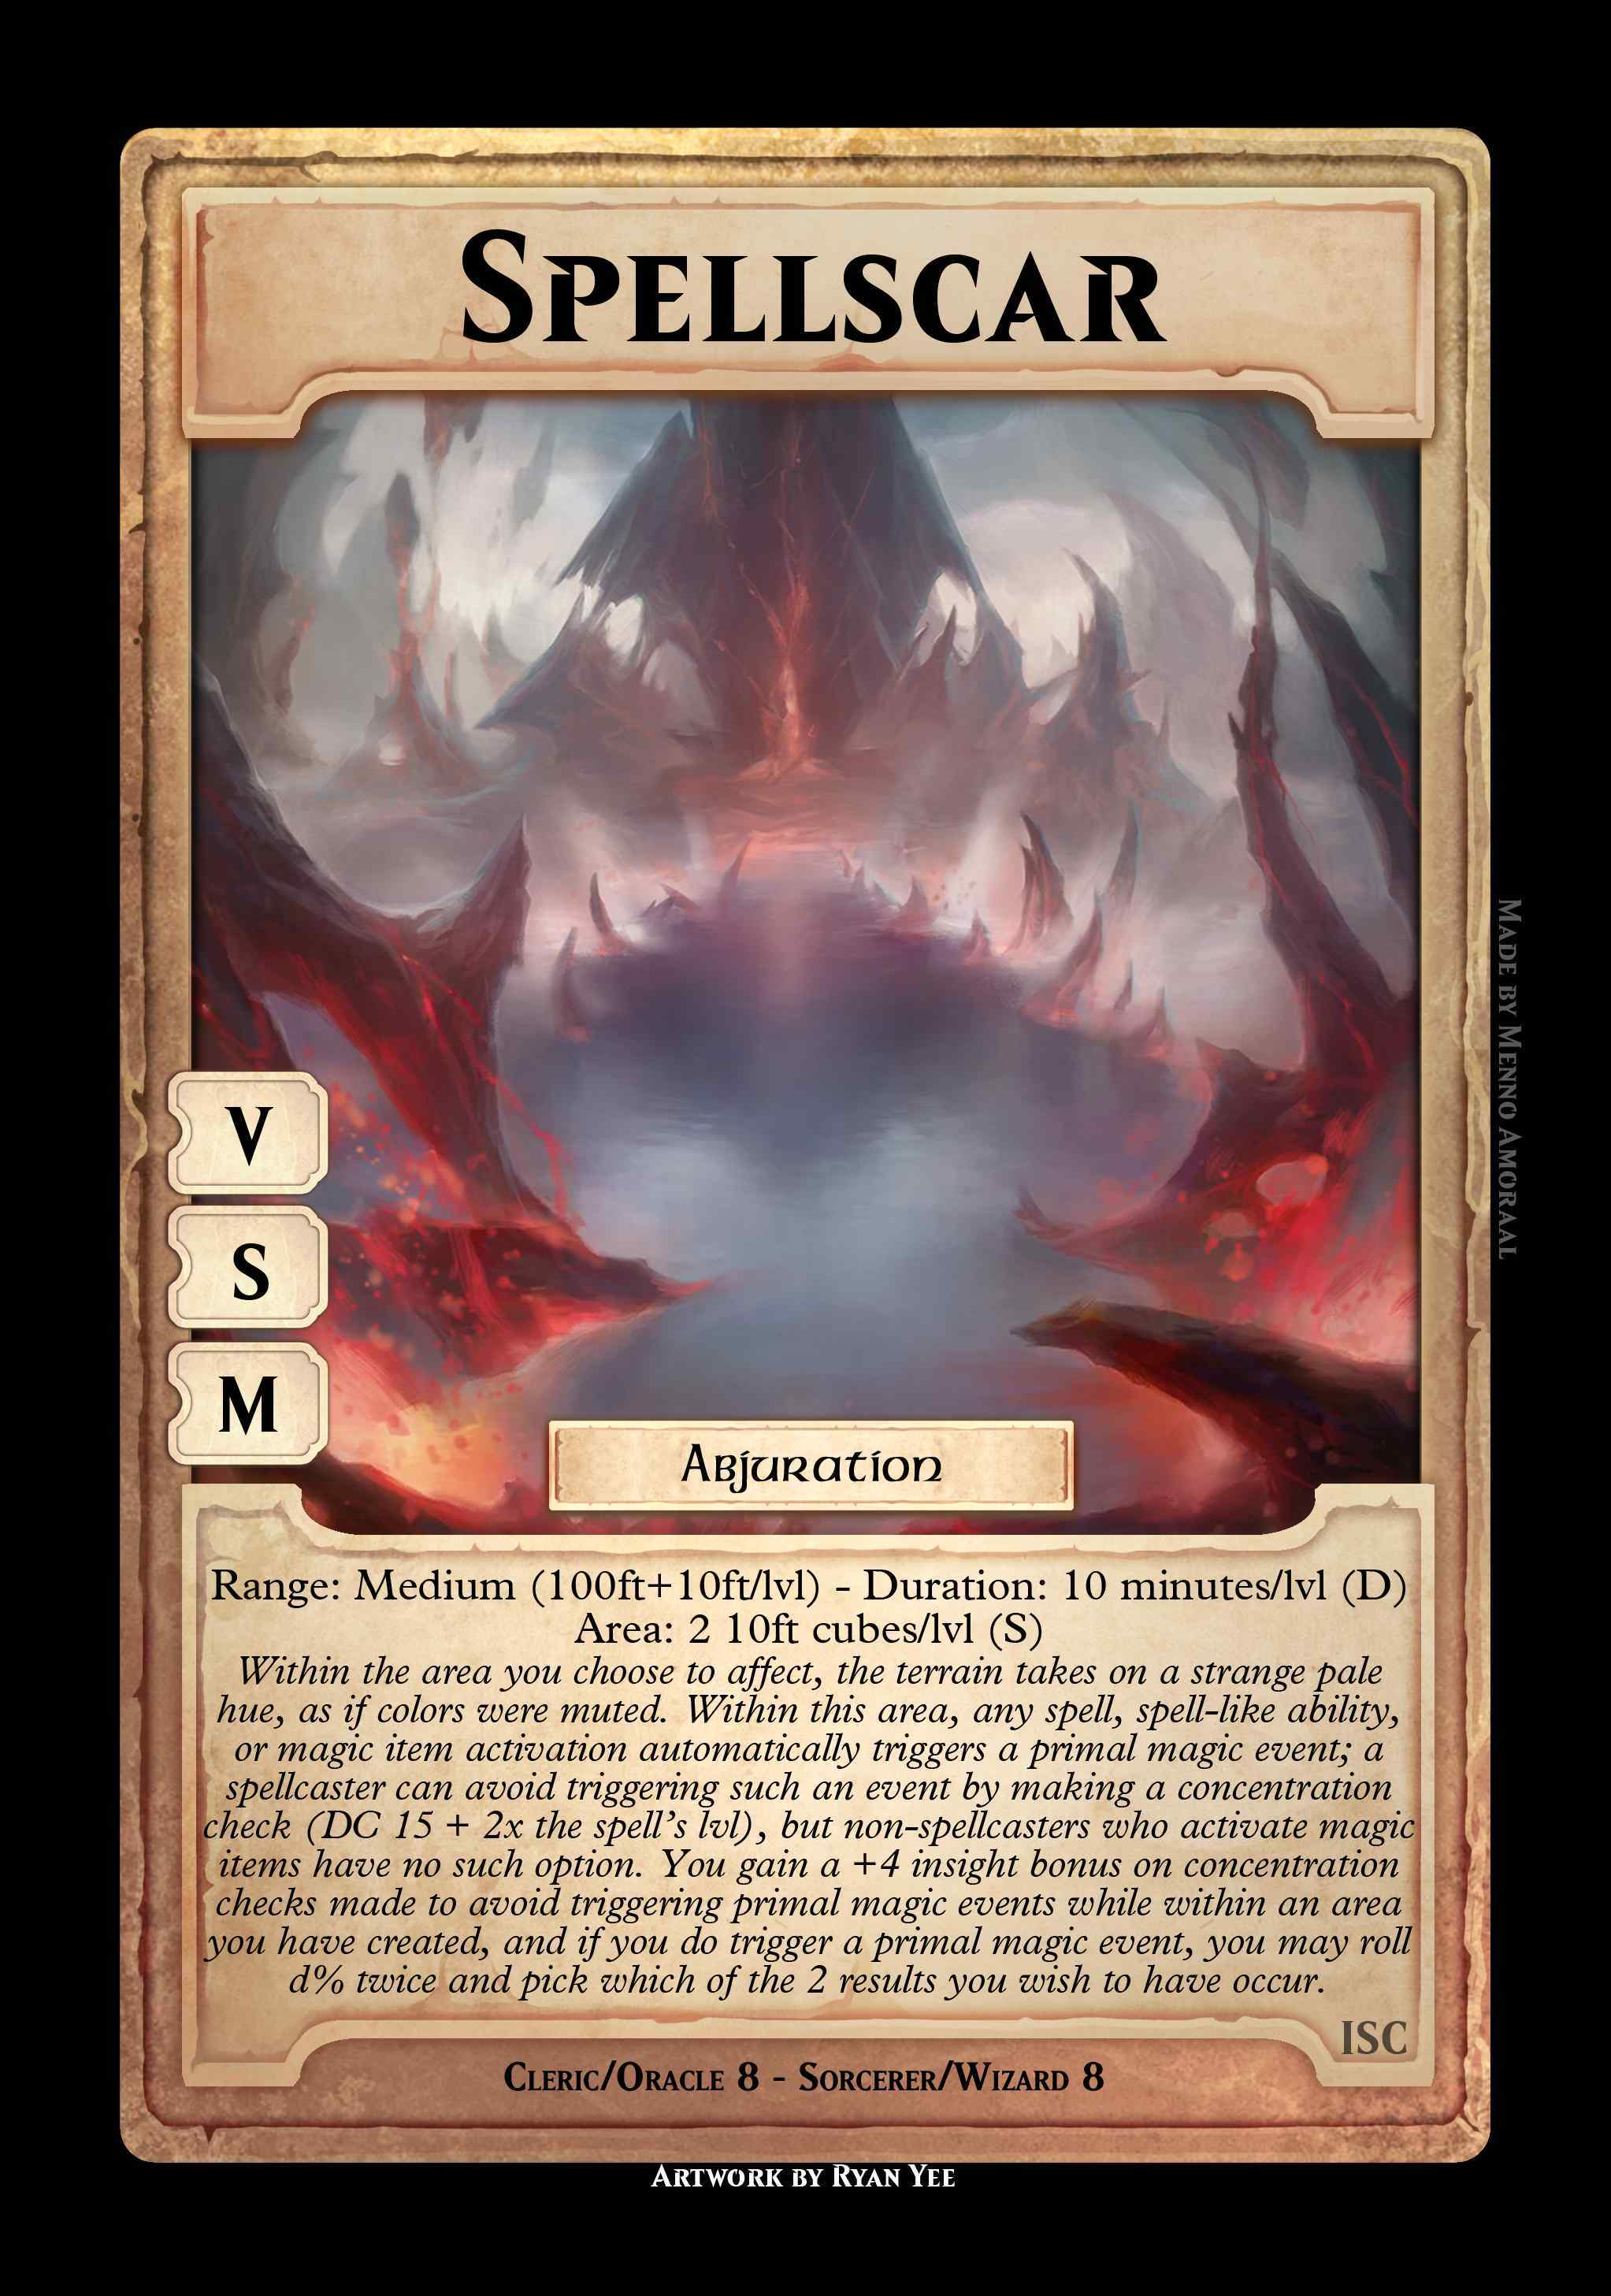 Spellscar
V
S
M
Abjuration
Range: Medium (100ft+10ft/lvl) - Duration: 10 minutes/lvl (D)
Area: 2 10ft cubes/lvl (S)
Within the area you choose to affect, the terrain takes on a strange pale
hue, as if colors were muted. Within this area, any spell, spell-like ability,
or magic item activation automatically triggers a primal magic event; a
spellcaster can avoid triggering such an event by making a concentration
check (DC 15 + 2x the spell's lvl), but non-spellcasters who activate magic
items have no such option. You gain a +4 insight bonus on concentration
checks made to avoid triggering primal magic events while within an area
you have created, and if you do trigger a primal magic event, you may roll
d% twice and pick which of the 2 results you wish to have occur.
ISC
Cleric/Oracle 8 - Sorcerer/Wizard 8
Artwork by Ryan Yee
Made by Menno Amoraal